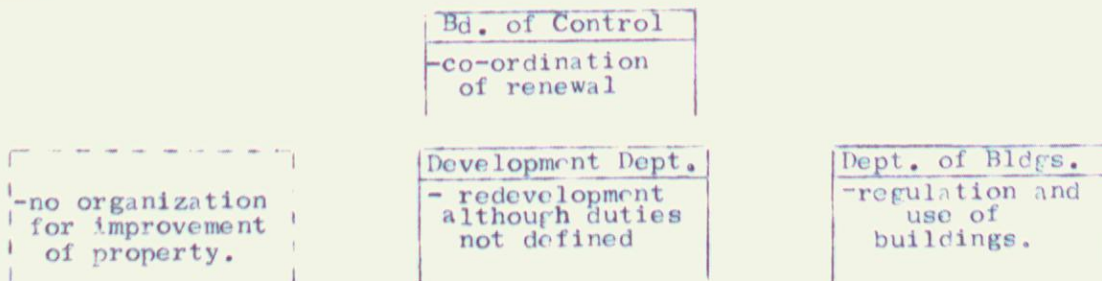 Bd. of Control
-co-ordination
of renewal
-no organization
for improvement
of property.
Development Dept.
- redevelopment
although duties
not defined
Dept. of Bldgs.
-regulation and
use of
buildings.